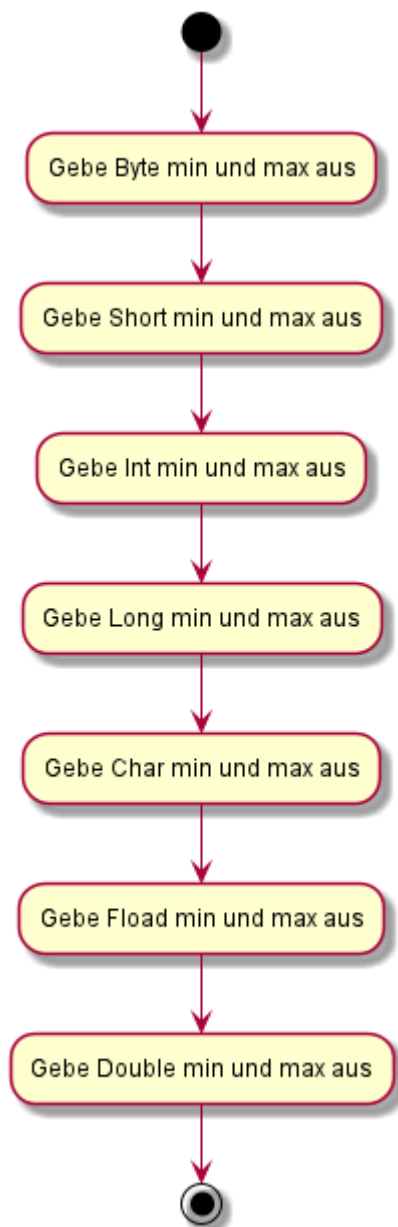 Gebe Byte min und max aus
Gebe Short min und max aus
Gebe Int min und max aus
Gebe Long min und max aus
Gebe Char min und max aus
Gebe Fload min und max aus
Gebe Double min und max aus